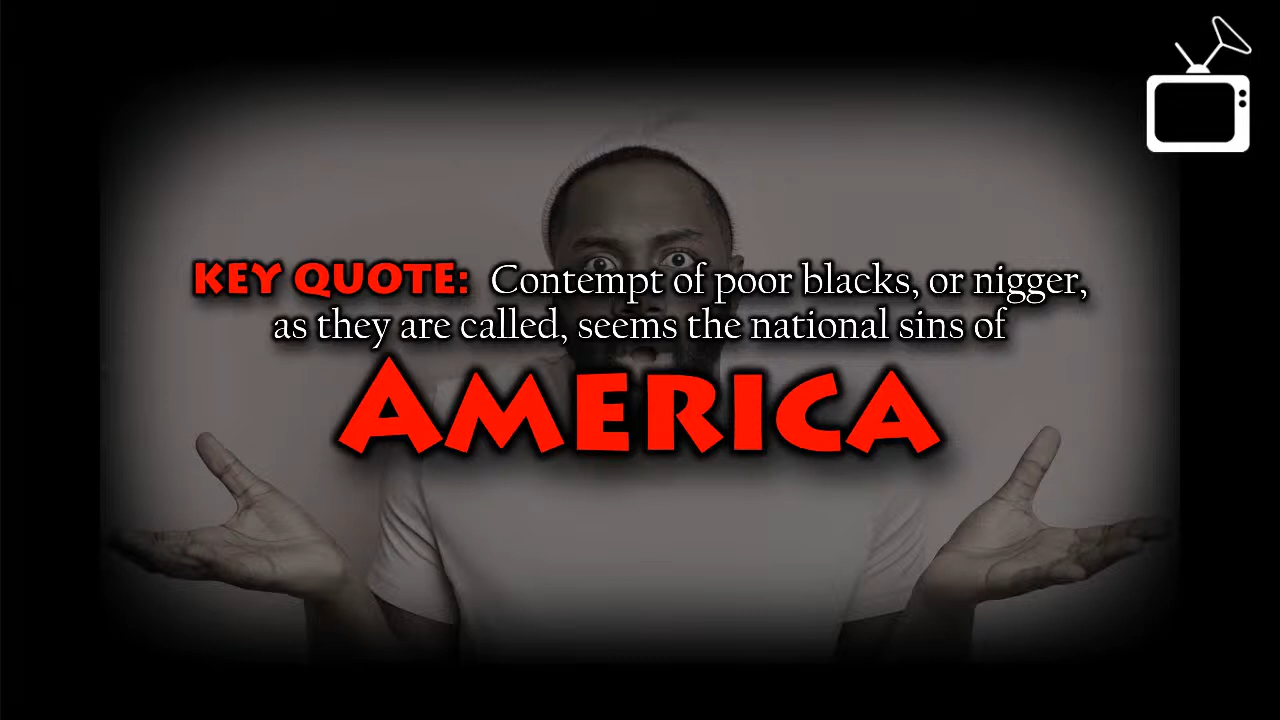 KEY QUOTE: Contempt of poor blacks, or nigger,
as they are called, seems the national sins of
AMERICA